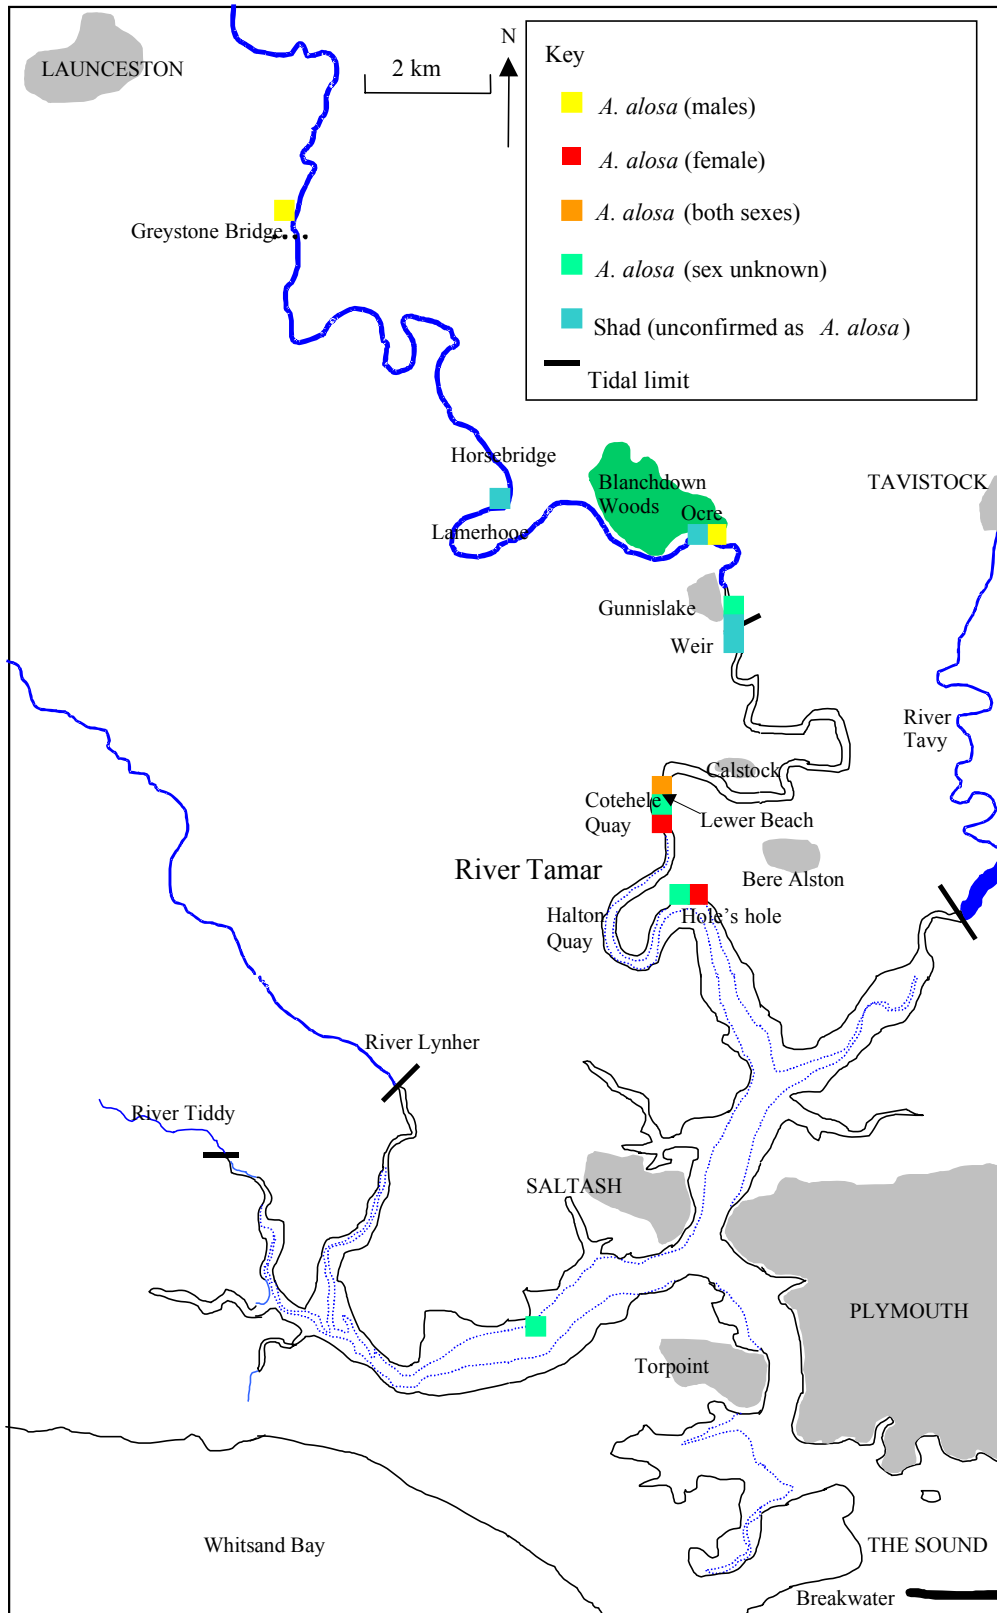 LAUNCESTON
2 km
N
Key
A. alosa (males)
A. alosa (female)
A. alosa (both sexes)
A. alosa (sex unknown)
Shad (unconfirmed as A. alosa)
Tidal limit
Greystone Bridge
Horsebridge
Lamerhooe
Blanchdown
Woods
Ocre
TAVISTOCK
Gunnislake
Weir
River
Tavy
Calstock
Cotehele
Quay
Lewer Beach
River Tamar
Bere Alston
Halton
Quay
Hole's hole
River Lynher
River Tiddy
SALTASH
PLYMOUTH
Torpoint
Whitsand Bay
THE SOUND
Breakwater